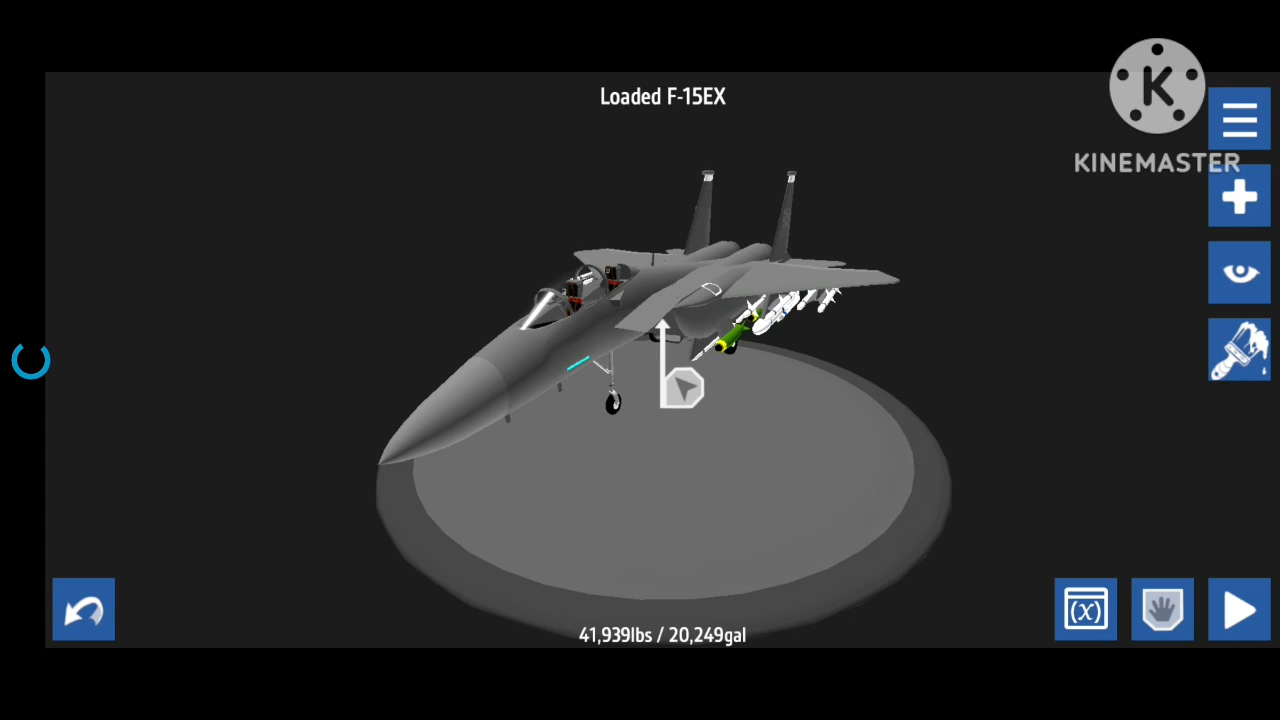 Loaded F-15EX
K
KINEMASTER
(x)
41,939lbs / 20,249gal